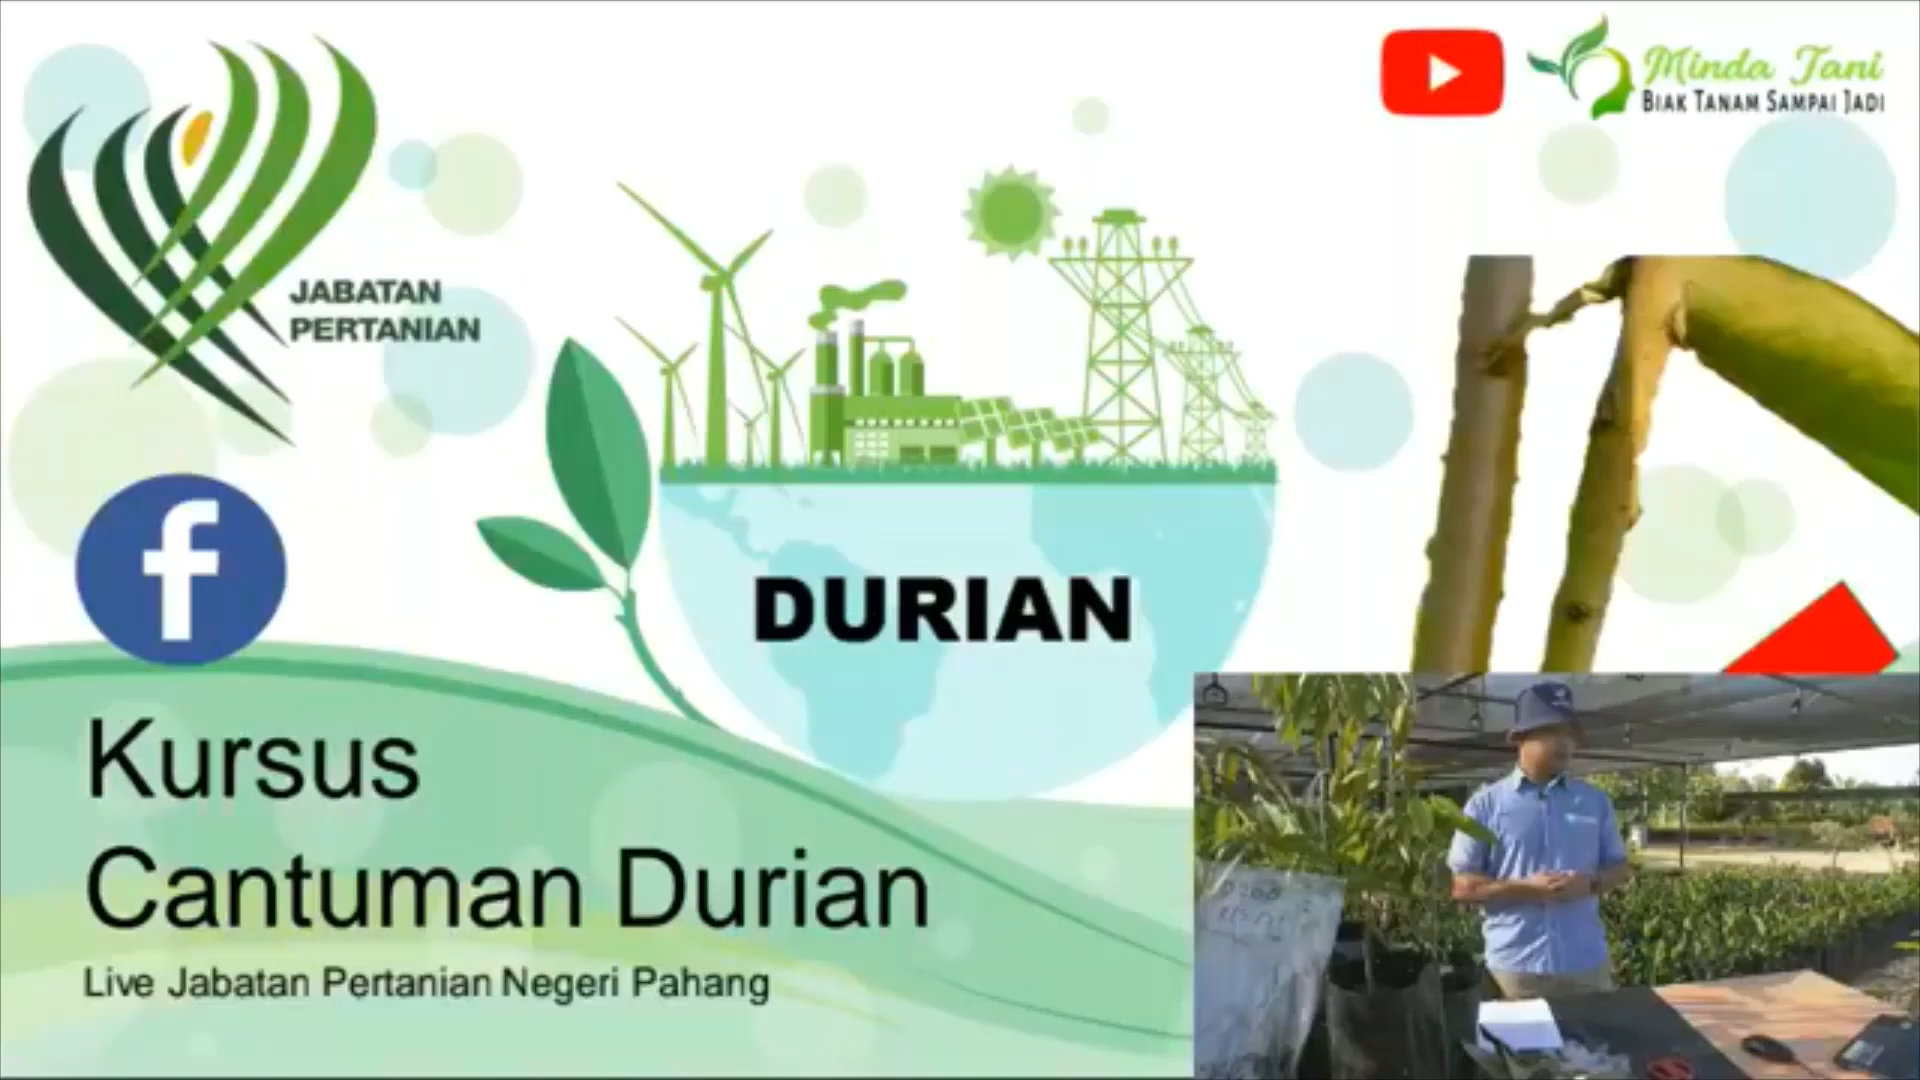 Minda Tani
BIAK TANAM SAMPAI JADI
JABATAN
PERTANIAN
f
DURIAN
Kursus
Cantuman Durian
Live Jabatan Pertanian Negeri Pahang